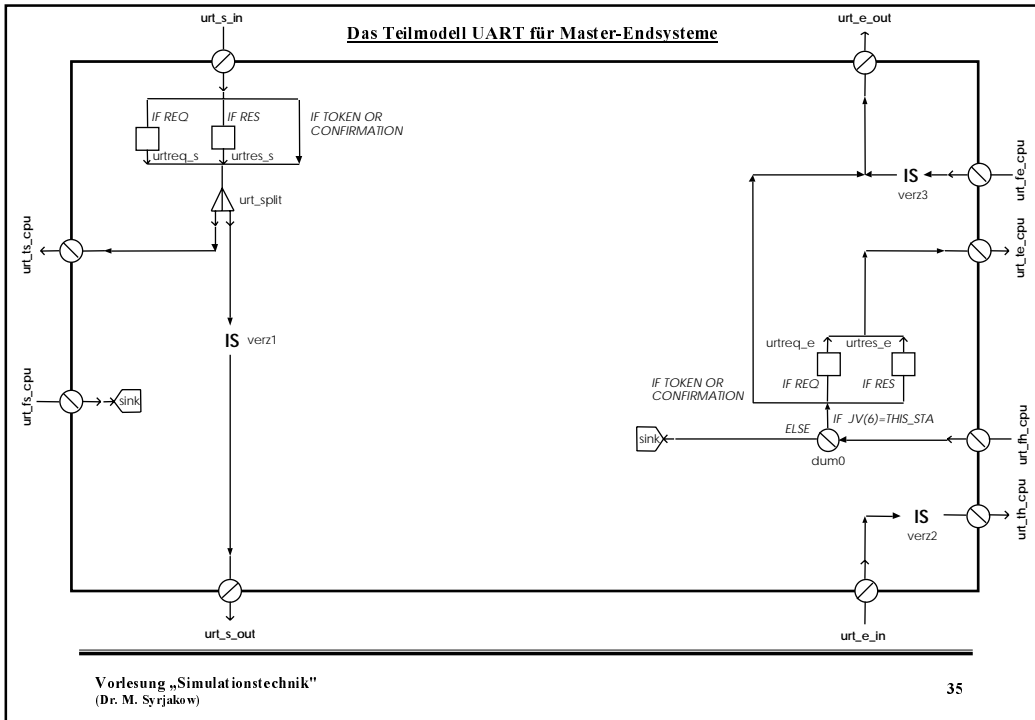 urt_s_in
urt_e_out
Das Teilmodell UART für Master-Endsysteme
IF REQ
IF RES
IF TOKEN OR
CONFIRMATION
urtreq_s
urtres_s
urt_split
urt_ts_cpu
IS verz1
urt_fs_cpu
sink
urt_s_out
IS
verz3
urt_fe_cpu
urt_te_cpu
urtreq_e
urtres_e
IF TOKEN OR
CONFIRMATION
IF REQ
IF RES
IF JV(6)=THIS_STA
ELSE
sink
dum0
urt_fh_cpu
IS
verz2
urt_th_cpu
urt_e_in
Vorlesung „Simulationstechnik"
(Dr. M. Syrjakow)
35